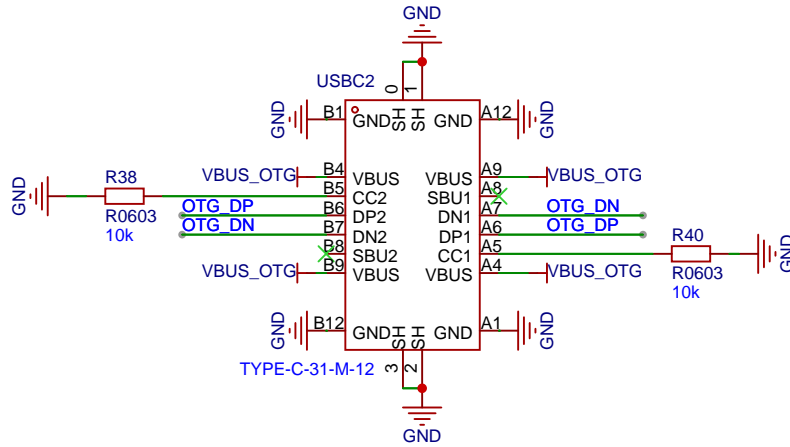 GND
USBC2
0 1
GND B1 GND SH SH GND A12 GND
VBUS_OTG B4 VBUS VBUS A9 VBUS_OTG
R38
GND B5 CC2 SBU1 A8
R0603 OTG_DP B6 DP2 DN1 A7 OTG_DN
10k OTG_DN B7 DN2 DP1 A6 OTG_DP
R40
B8 SBU2 CC1 A5 GND
VBUS_OTG B9 VBUS VBUS A4 VBUS_OTG R0603
10k
GND B12 GND SH SH GND A1 GND
TYPE-C-31-M-12 3 2
GND